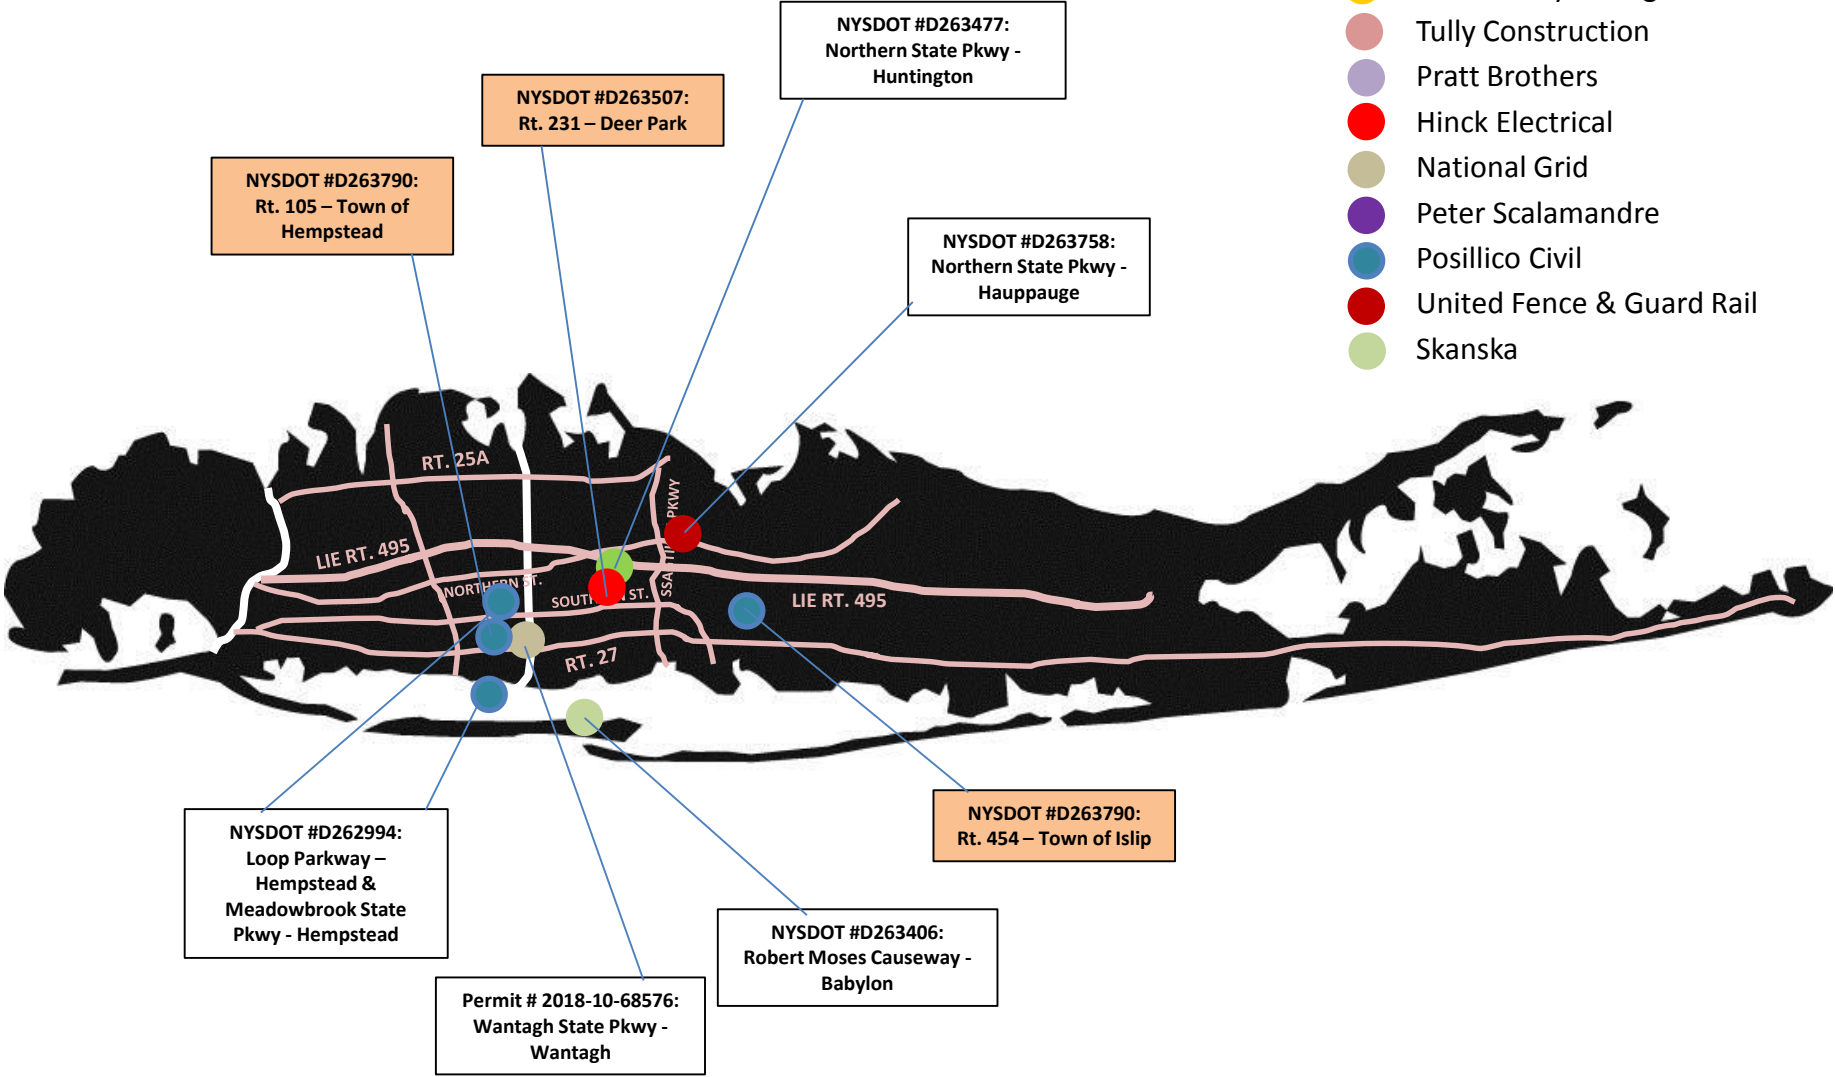 NYSDOT #D263477:
Northern State Pkwy -
Huntington
Tully Construction
Pratt Brothers
Hinck Electrical
National Grid
Peter Scalamandre
Posillico Civil
United Fence & Guard Rail
Skanska
NYSDOT #D263507:
Rt. 231 – Deer Park
NYSDOT #D263790:
Rt. 105 – Town of
Hempstead
NYSDOT #D263758:
Northern State Pkwy -
Hauppauge
RT. 25A
PKWY
LIE RT. 495
NORTHERN ST.
ST.
LIE RT. 495
RT. 27
NYSDOT #D263790:
Rt. 454 – Town of Islip
NYSDOT #D262994:
Loop Parkway –
Hempstead &
Meadowbrook State
Pkwy - Hempstead
NYSDOT #D263406:
Robert Moses Causeway -
Babylon
Permit # 2018-10-68576:
Wantagh State Pkwy -
Wantagh